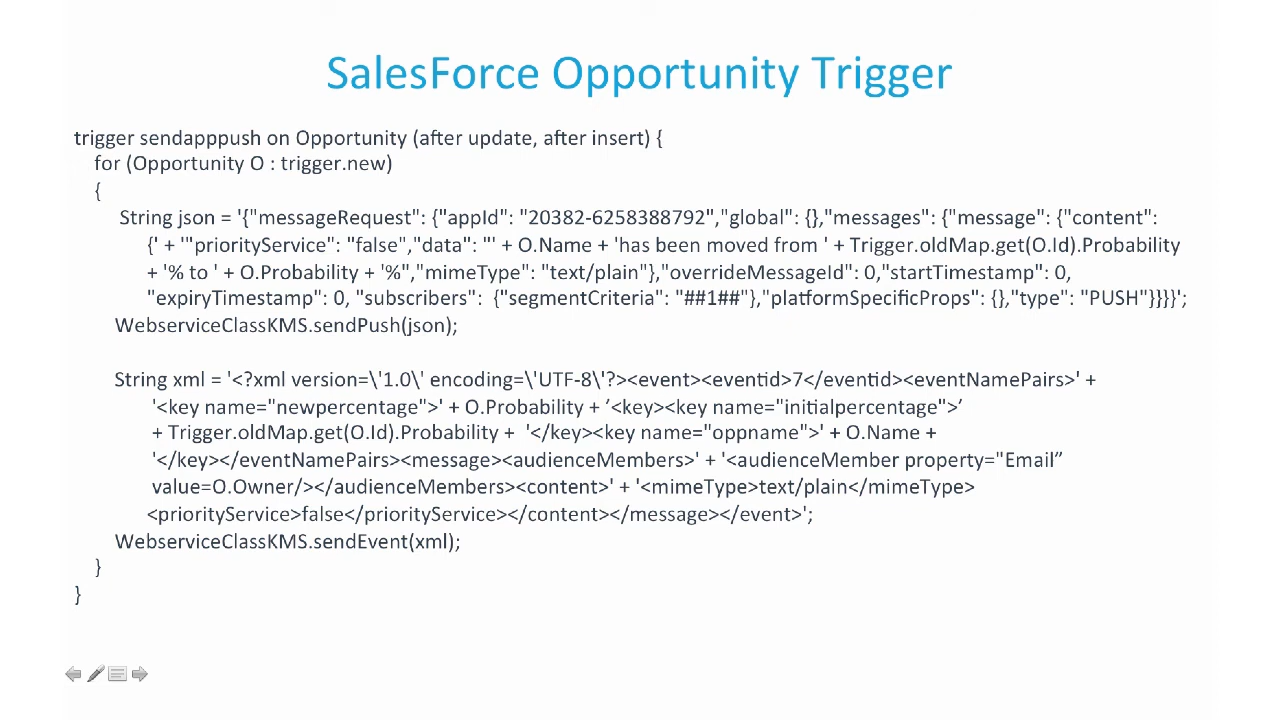 SalesForce Opportunity Trigger
trigger sendapppush on Opportunity (after update, after insert) {
for (Opportunity O : trigger.new)
{
String json = '{"messageRequest": {"appId": "20382-6258388792","global": {},"messages": {"message": {"content":
{' + '"priorityService": "false","data": "' + O.Name + 'has been moved from ' + Trigger.oldMap.get(O.Id).Probability
+ '% to ' + O.Probability + '%","mimeType": "text/plain"},"overrideMessageId": 0,"startTimestamp": 0,
"expiryTimestamp": 0, "subscribers":  {"segmentCriteria": "##1##"},"platformSpecificProps": {},"type": "PUSH"}}}}';
WebserviceClassKMS.sendPush(json);
String xml = '<?xml version=\'1.0\' encoding=\'UTF-8\'?><event><eventid>7</eventid><eventNamePairs>' +
'<key name="newpercentage">' + O.Probability + ‘<key><key name="initialpercentage">’
+ Trigger.oldMap.get(O.Id).Probability +  '</key><key name="oppname">' + O.Name +
'</key></eventNamePairs><message><audienceMembers>' + '<audienceMember property="Email”
value=O.Owner/></audienceMembers><content>' + '<mimeType>text/plain</mimeType>
<priorityService>false</priorityService></content></message></event>';
WebserviceClassKMS.sendEvent(xml);
}
}